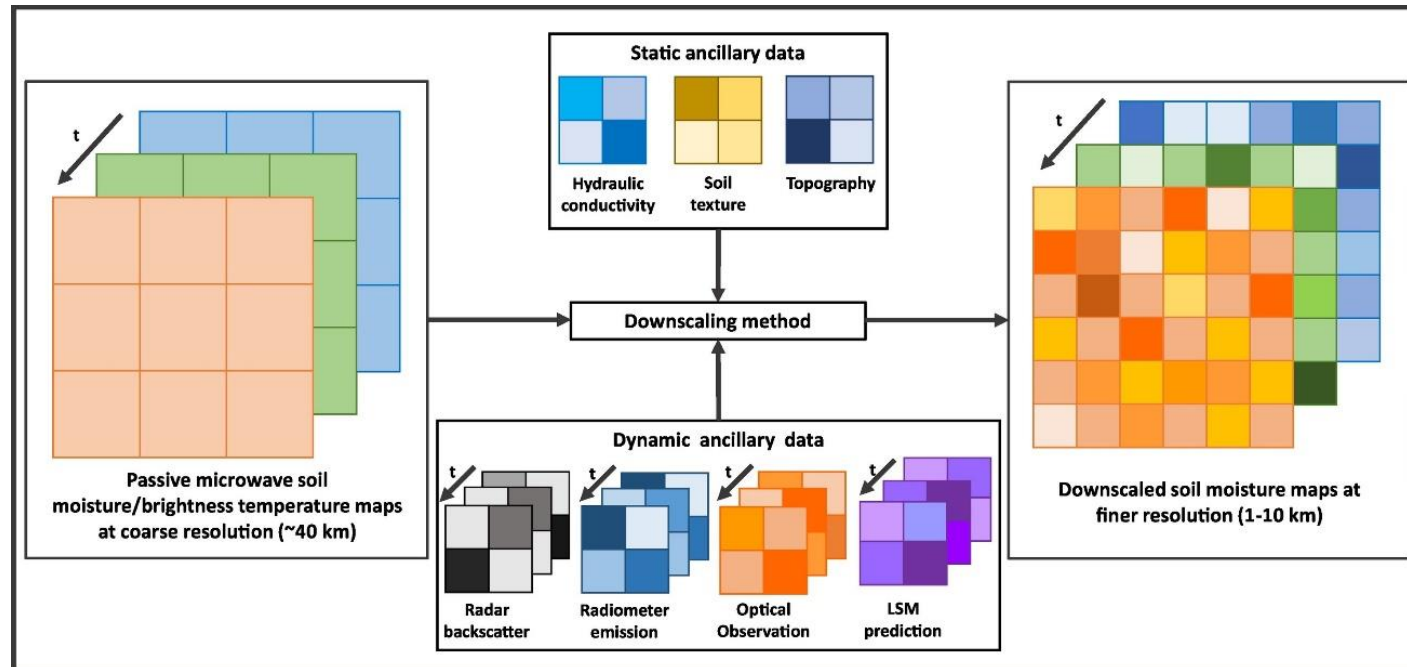 Static ancillary data
t
Hydraulic
conductivity
Soil
texture
Topography
Passive microwave soil
moisture/brightness temperature maps
at coarse resolution (~40 km)
Downscaling method
Dynamic ancillary data
t
Radar
backscatter
t
Radiometer
emission
t
Optical
Observation
t
LSM
prediction
t
Downscaled soil moisture maps at
finer resolution (1-10 km)